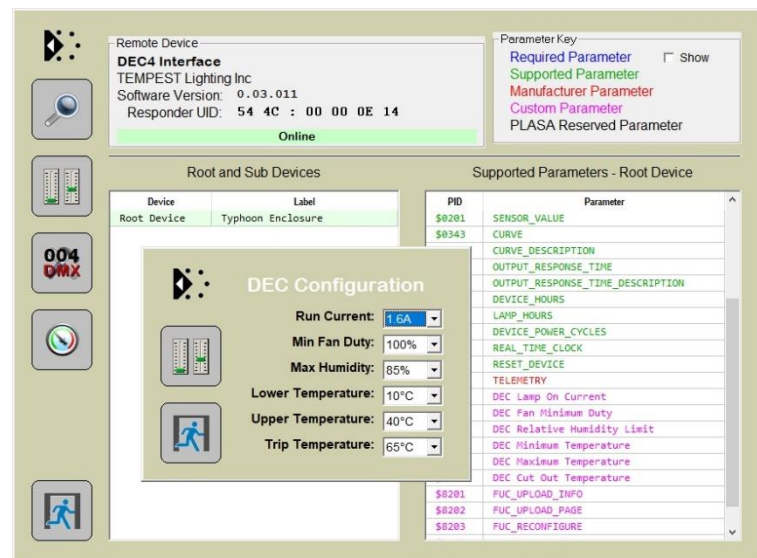 Remote Device
DEC4 Interface
TEMPEST Lighting Inc
Software Version: 0.03.011
Responder UID: 54 4C : 00 00 0E 14
Online
Parameter Key
Required Parameter Show
Supported Parameter
Manufacturer Parameter
Custom Parameter
PLASA Reserved Parameter
004
DMX
Root and Sub Devices
Device Label
Root Device Typhoon Enclosure
Supported Parameters - Root Device
PID Parameter
$0201 SENSOR_VALUE
$0343 CURVE
CURVE_DESCRIPTION
OUTPUT_RESPONSE_TIME
OUTPUT_RESPONSE_TIME_DESCRIPTION
DEVICE_HOURS
LAMP_HOURS
DEVICE_POWER_CYCLES
REAL_TIME_CLOCK
RESET_DEVICE
TELEMETRY
DEC Lamp On Current
DEC Fan Minimum Duty
DEC Relative Humidity Limit
DEC Minimum Temperature
DEC Maximum Temperature
DEC Cut Out Temperature
$8201 FUC_UPLOAD_INFO
$8202 FUC_UPLOAD_PAGE
$8203 FUC_RECONFIGURE
DEC Configuration
Run Current: 1.6A
Min Fan Duty: 100%
Max Humidity: 85%
Lower Temperature: 10°C
Upper Temperature: 40°C
Trip Temperature: 65°C